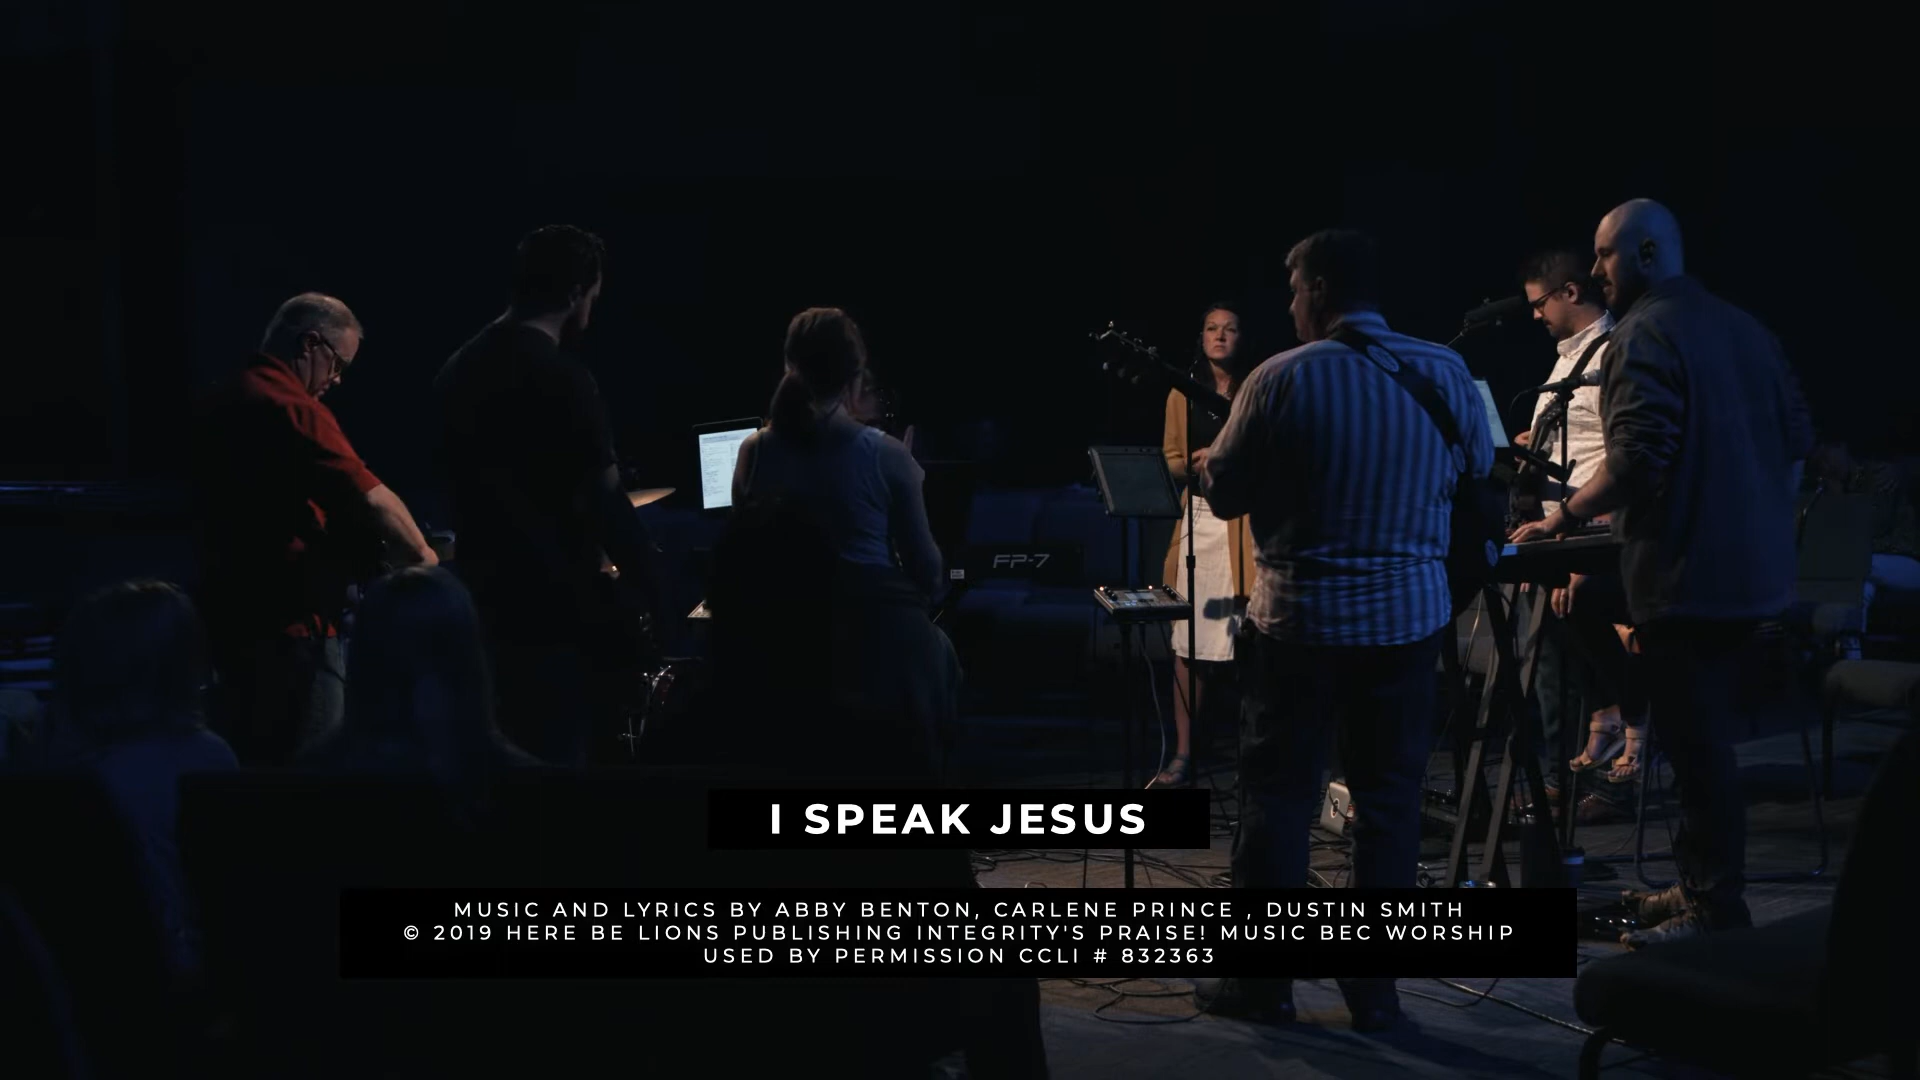 FP-7
I SPEAK JESUS
MUSIC AND LYRICS BY ABBY BENTON, CARLENE PRINCE , DUSTIN SMITH
© 2019 HERE BE LIONS PUBLISHING INTEGRITY'S PRAISE! MUSIC BEC WORSHIP
USED BY PERMISSION CCLI # 832363